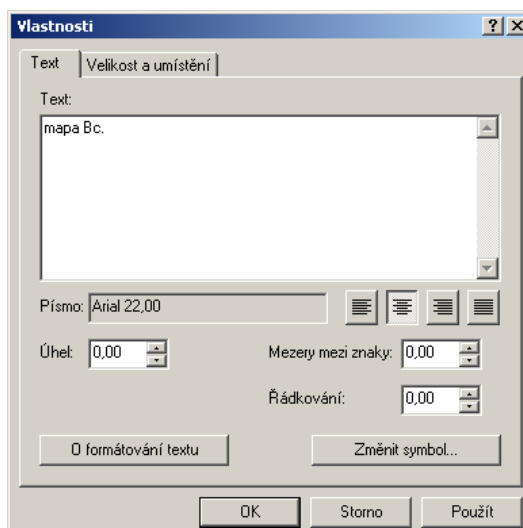 Vlastnosti
Text
Velikost a umístění
Text:
mapa Bc.
Písmo: Arial 22,00
Úhel: 0,00
Mezery mezi znaky: 0,00
Řádkování: 0,00
O formátování textu
Změnit symbol...
OK
Storno
Použít